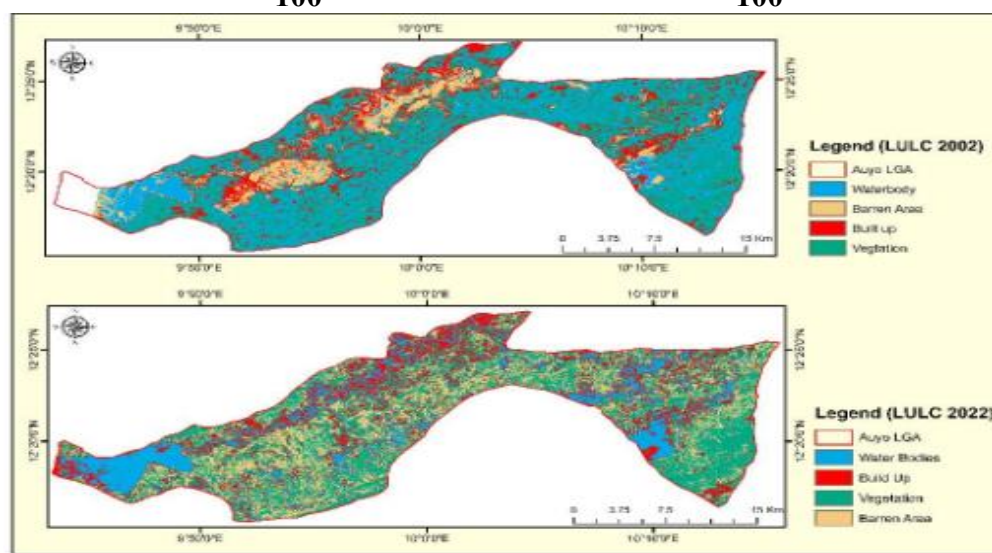 100 100
9°50'0"E 10°0'0"E 10°10'0"E
12°25'0"N 12°25'0"N
12°20'0"N 12°20'0"N
Legend (LULC 2002)
Auyo LGA
Waterbody
Barren Area
Built up
Vegtation
0 3.75 7.5 15 Km
9°50'0"E 10°0'0"E 10°10'0"E
9°50'0"E 10°0'0"E 10°10'0"E
12°25'0"N 12°25'0"N
12°20'0"N 12°20'0"N
Legend (LULC 2022)
Auyo LGA
Water Bodies
Build Up
Vegetation
Barren Area
0 3.75 7.5 15 Km
9°50'0"E 10°0'0"E 10°10'0"E